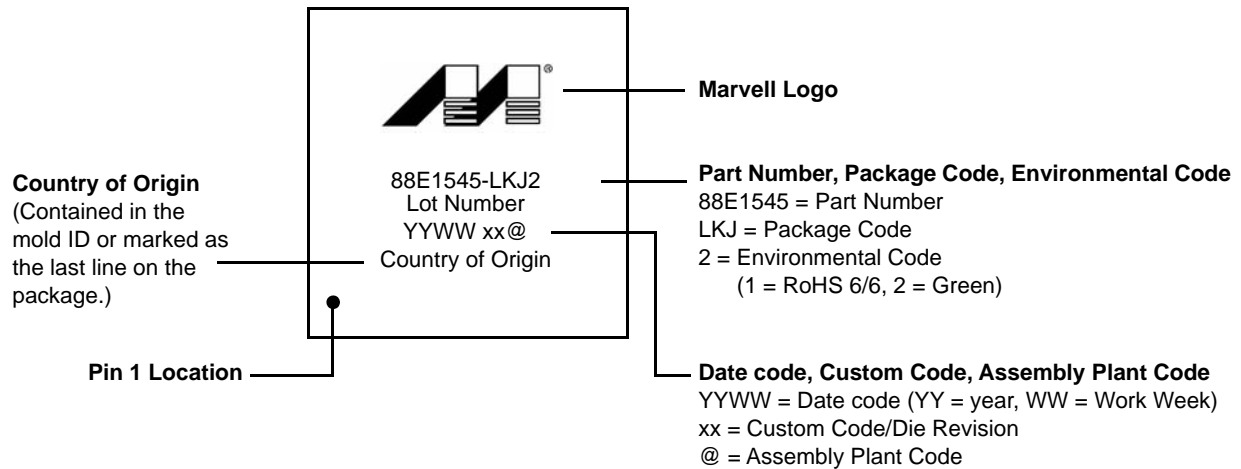 ®
Marvell Logo
Country of Origin
(Contained in the
mold ID or marked as
the last line on the
package.)
88E1545-LKJ2
Lot Number
YYWW xx@
Country of Origin
Part Number, Package Code, Environmental Code
88E1545 = Part Number
LKJ = Package Code
2 = Environmental Code
(1 = RoHS 6/6, 2 = Green)
Pin 1 Location
Date code, Custom Code, Assembly Plant Code
YYWW = Date code (YY = year, WW = Work Week)
xx = Custom Code/Die Revision
@ = Assembly Plant Code